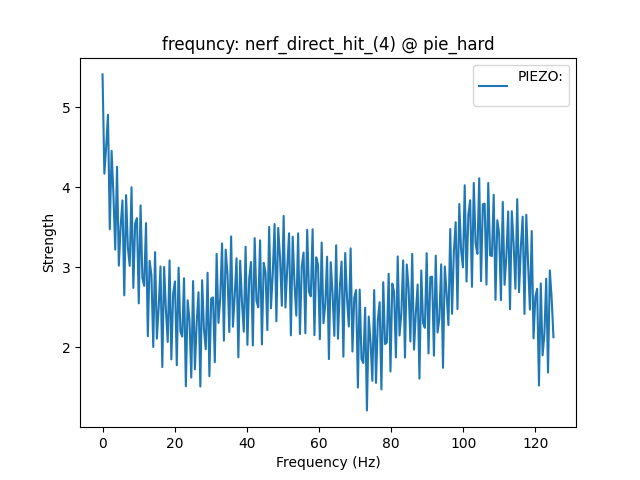 frequncy: nerf_direct_hit_(4) @ pie_hard
PIEZO:
5
4
3
2
Strength
0
20
40
60
80
100
120
Frequency (Hz)